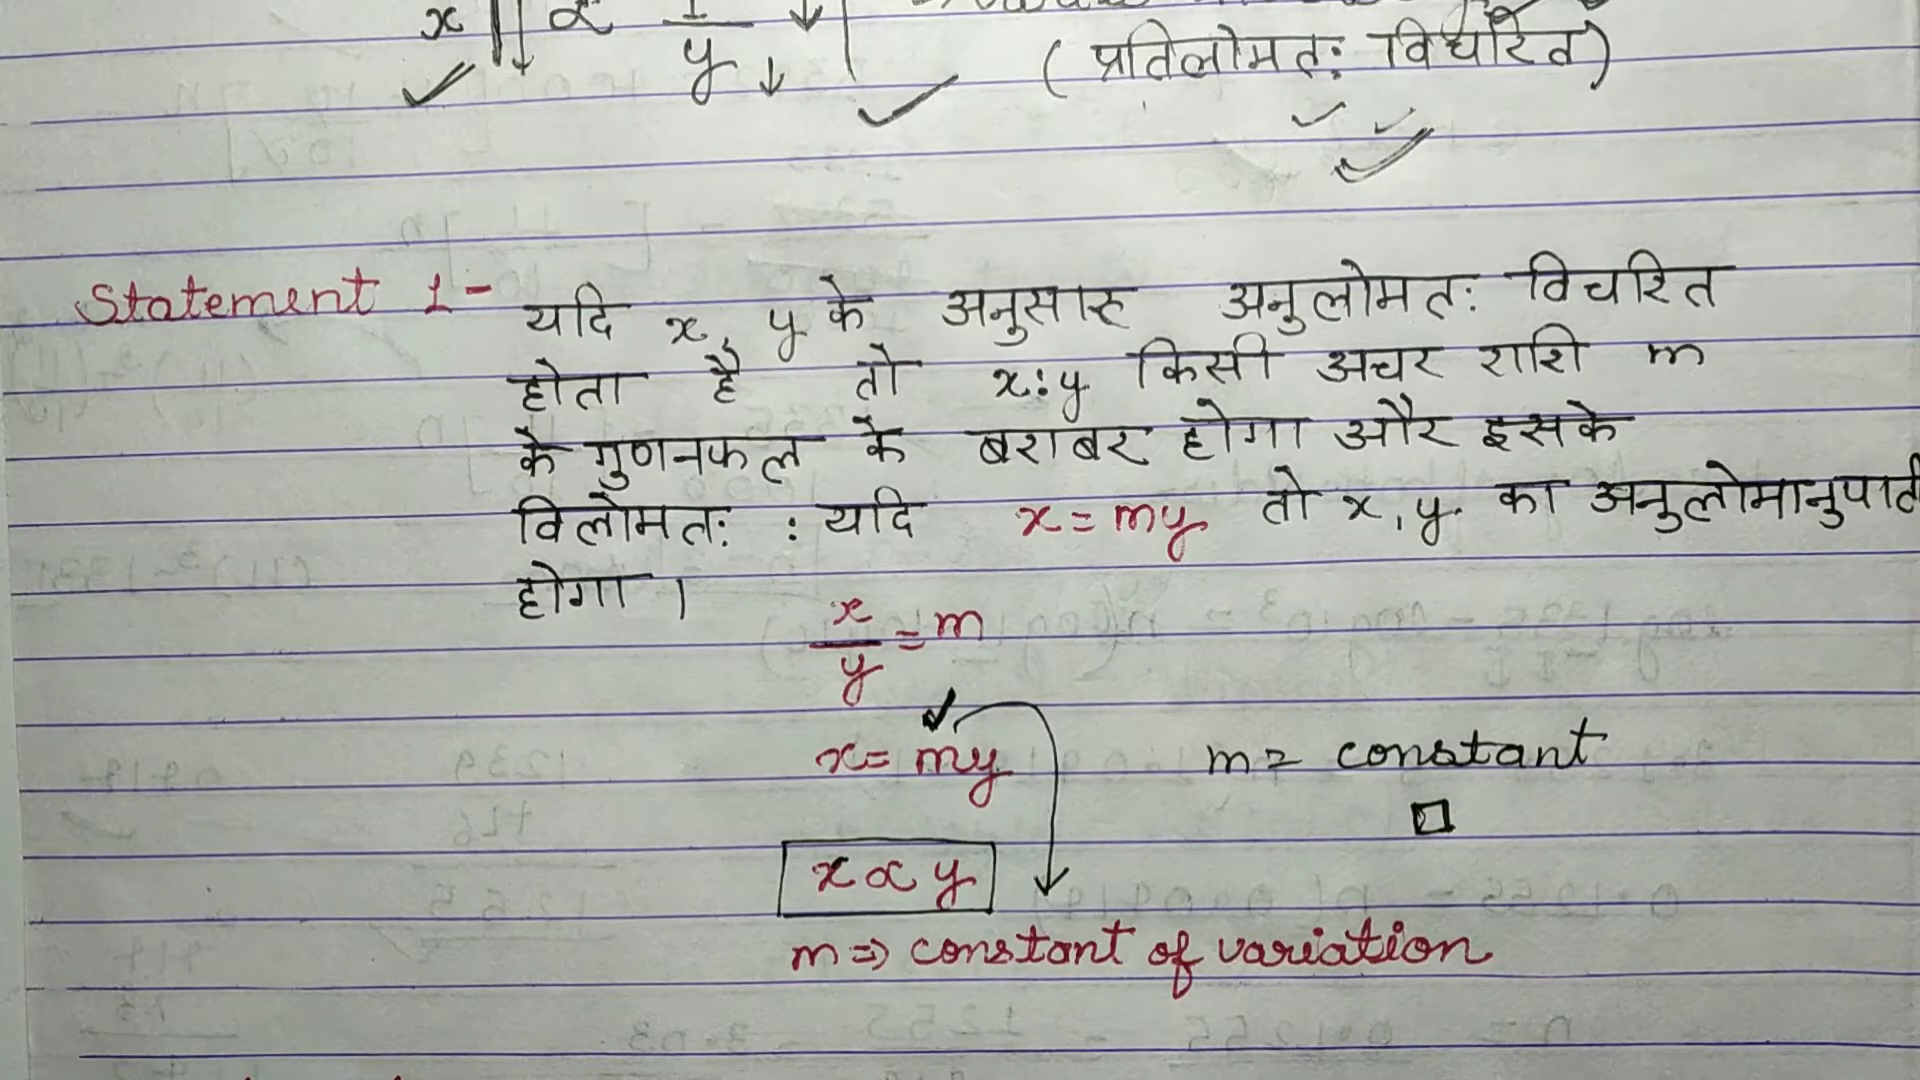 x ∝ 1/y
(प्रतिलोमतः विचरित)
Statement 1- यदि x, y के अनुसार अनुलोमतः विचरित
होता है तो x:y किसी अचर राशि m
के गुणनफल के बराबर होगा और इसके
विलोमतः : यदि x = my तो x, y का अनुलोमानुपाती
होगा ।
x/y = m
x = my m = constant
x ∝ y
m ⇒ constant of variation